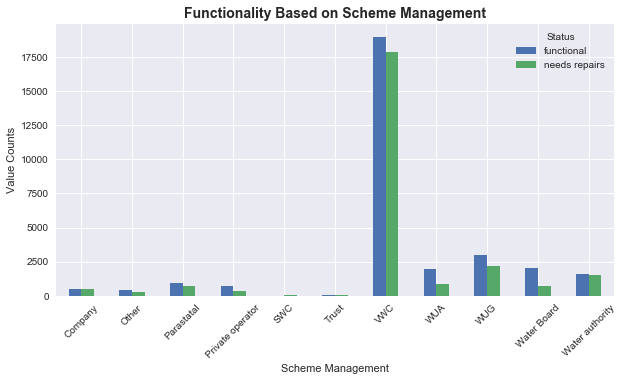 Functionality Based on Scheme Management
Status
functional
needs repairs
Value Counts
17500
15000
12500
10000
7500
5000
2500
0
Company
Other
Parastatal
Private operator
SWC
Trust
VWC
WUA
WUG
Water Board
Water authority
Scheme Management